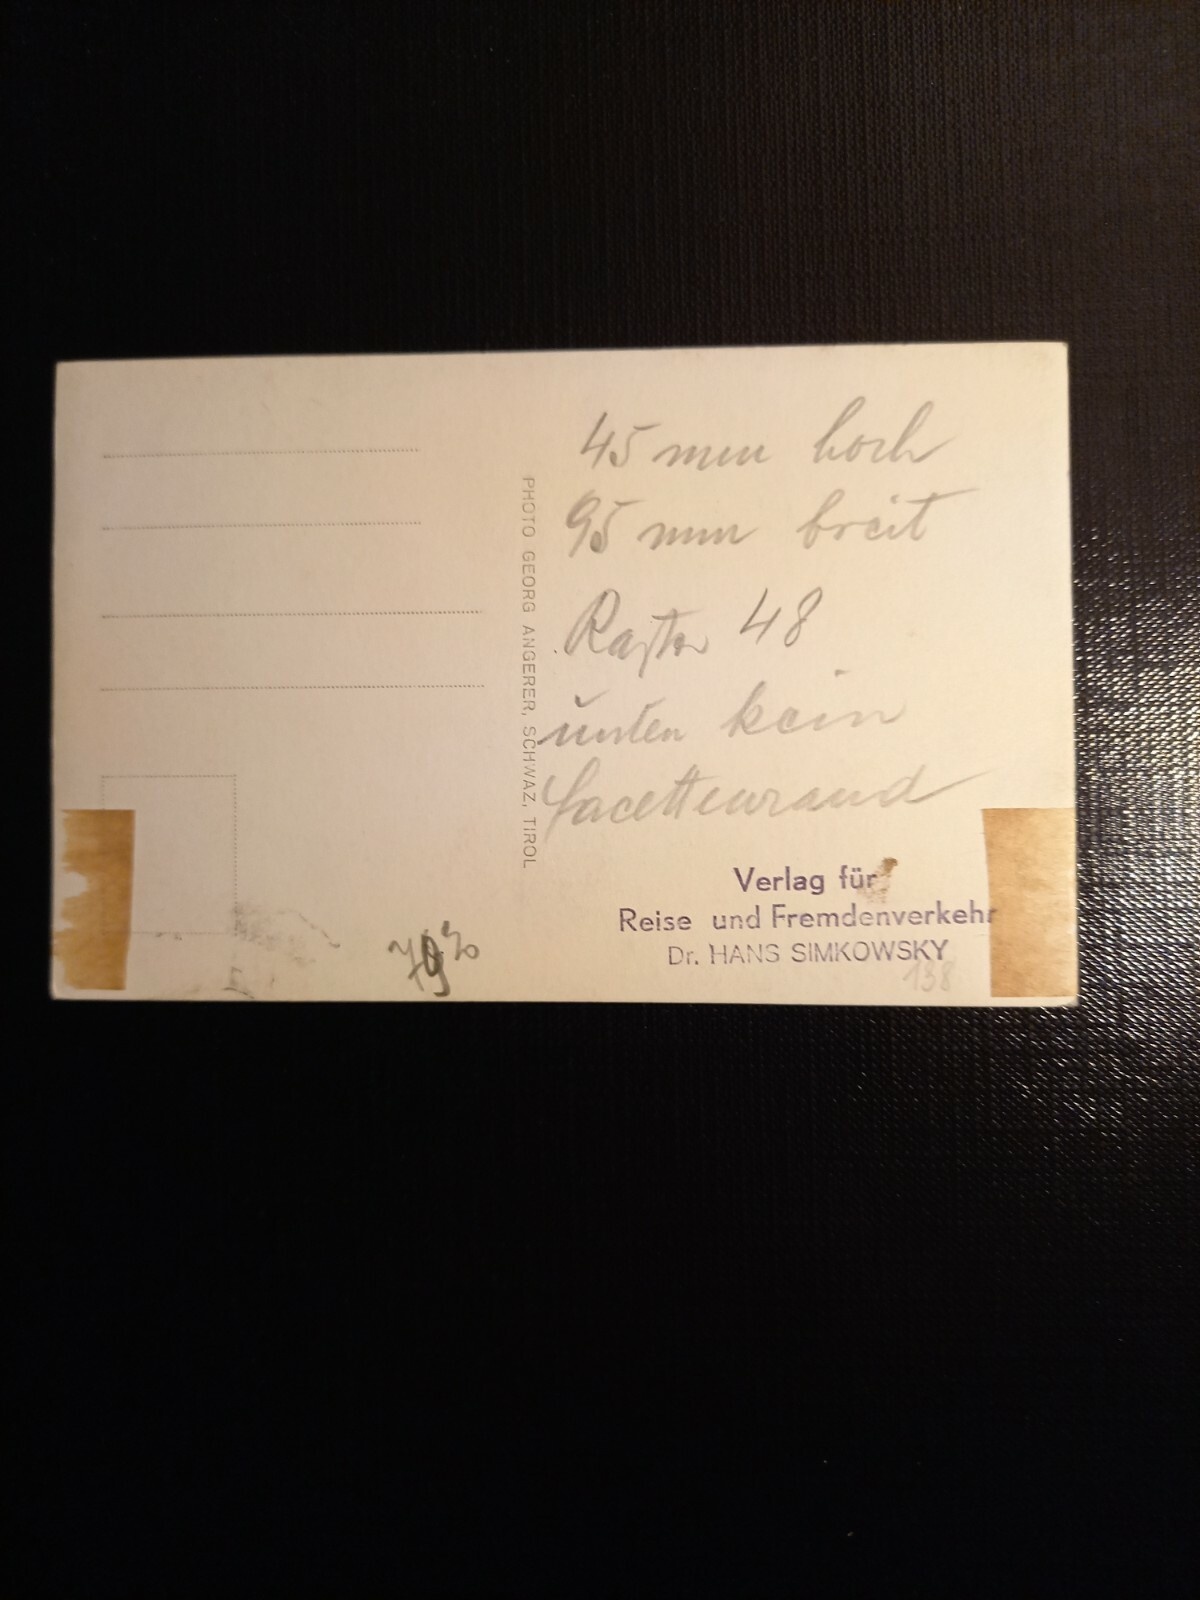 45 mm hoch
95 mm breit
Raster 48
unten kein
Facettenrand
PHOTO GEORG ANGERER, SCHWAZ, TIROL
Verlag für
Reise und Fremdenverkehr
Dr. HANS SIMKOWSKY
138